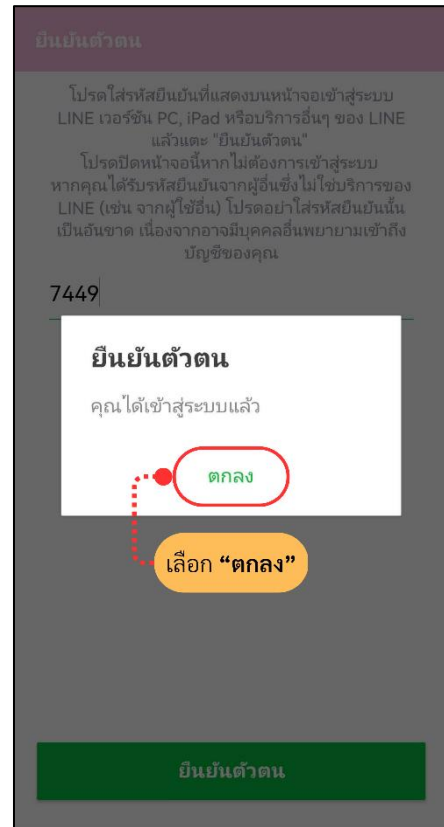 ยืนยันตัวตน
โปรดใส่รหัสยืนยันที่แสดงบนหน้าจอเข้าสู่ระบบ
LINE เวอร์ชัน PC, iPad หรือบริการอื่นๆ ของ LINE
แล้วแตะ "ยืนยันตัวตน"
โปรดปิดหน้าจอนี้หากไม่ต้องการเข้าสู่ระบบ
หากคุณได้รับรหัสยืนยันจากผู้อื่นซึ่งไม่ใช่บริการของ
LINE (เช่น จากผู้ใช้อื่น) โปรดอย่าใส่รหัสยืนยันนั้น
เป็นอันขาด เนื่องจากอาจมีบุคคลอื่นพยายามเข้าถึง
บัญชีของคุณ
7449
ยืนยันตัวตน
คุณได้เข้าสู่ระบบแล้ว
ตกลง
เลือก “ตกลง”
ยืนยันตัวตน